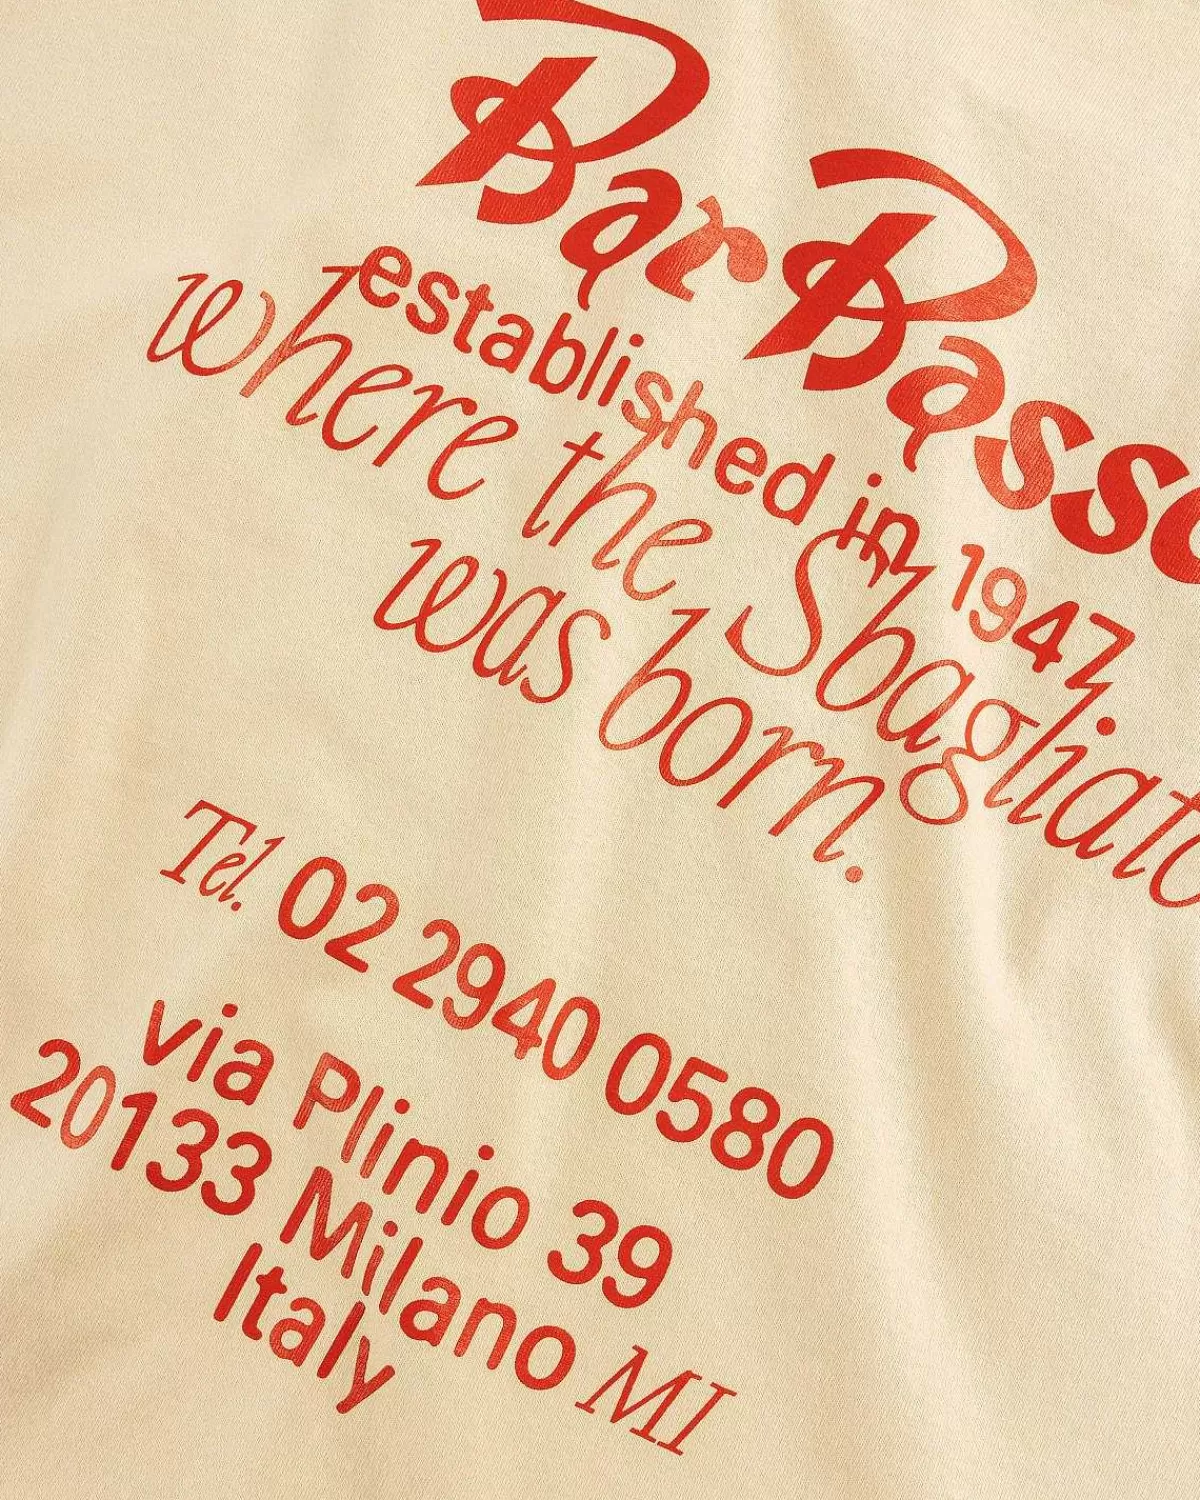 Bar Basso
established in 1947
where the Sbagliato
was born.
Tel. 02 2940 0580
via Plinio 39
20133 Milano MI
Italy